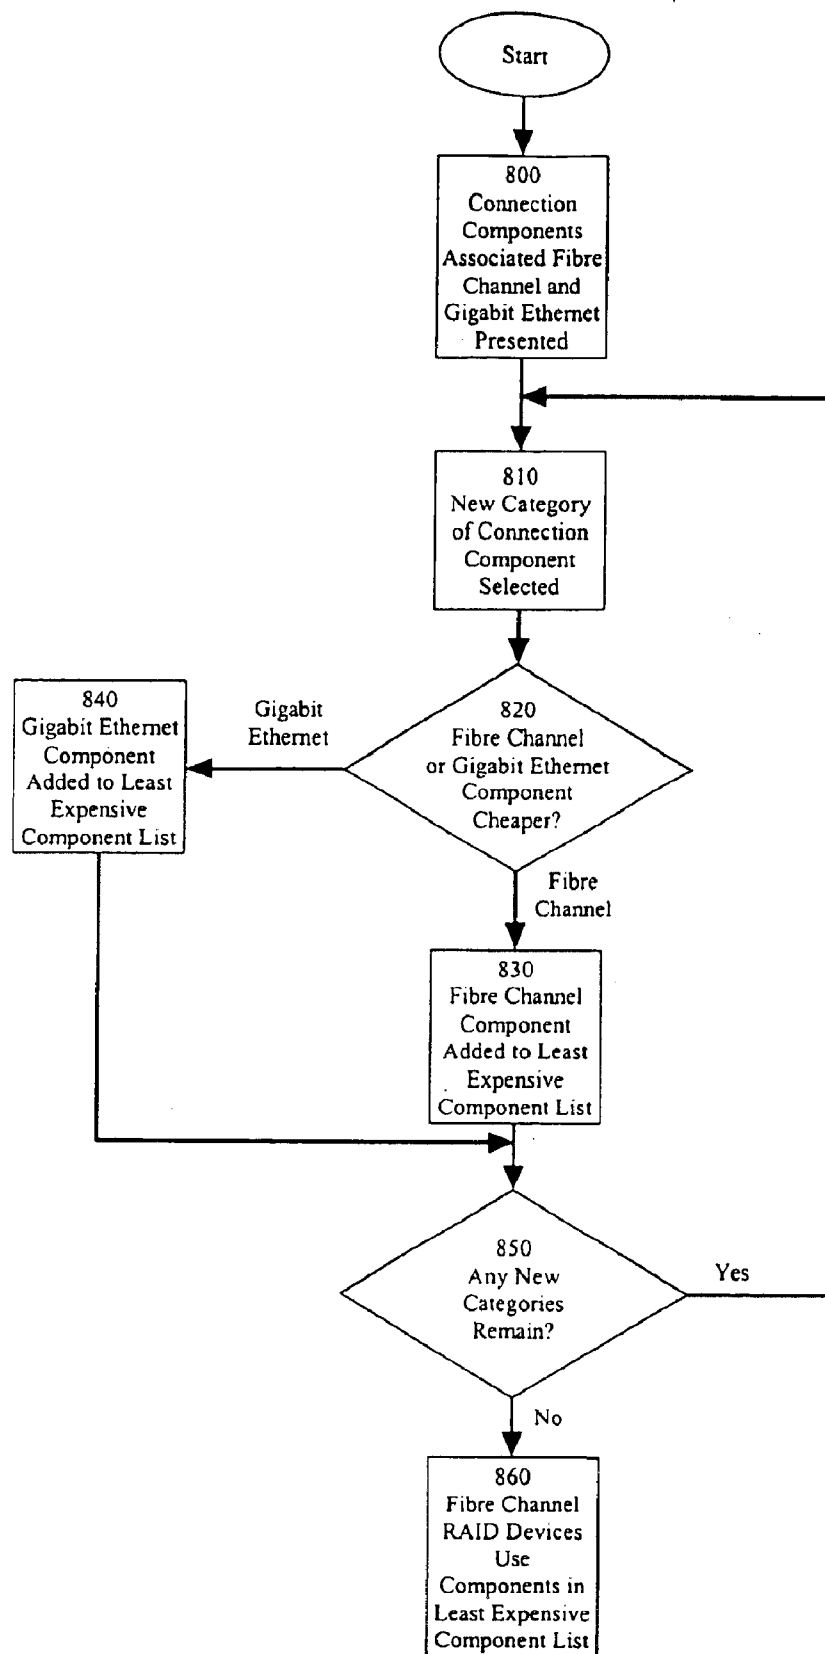 Start
800
Connection
Components
Associated Fibre
Channel and
Gigabit Ethernet
Presented
810
New Category
of Connection
Component
Selected
820
Fibre Channel
or Gigabit Ethernet
Component
Cheaper?
Gigabit
Ethernet
840
Gigabit Ethernet
Component
Added to Least
Expensive
Component List
Fibre
Channel
830
Fibre Channel
Component
Added to Least
Expensive
Component List
850
Any New
Categories
Remain?
Yes
No
860
Fibre Channel
RAID Devices
Use
Components in
Least Expensive
Component List